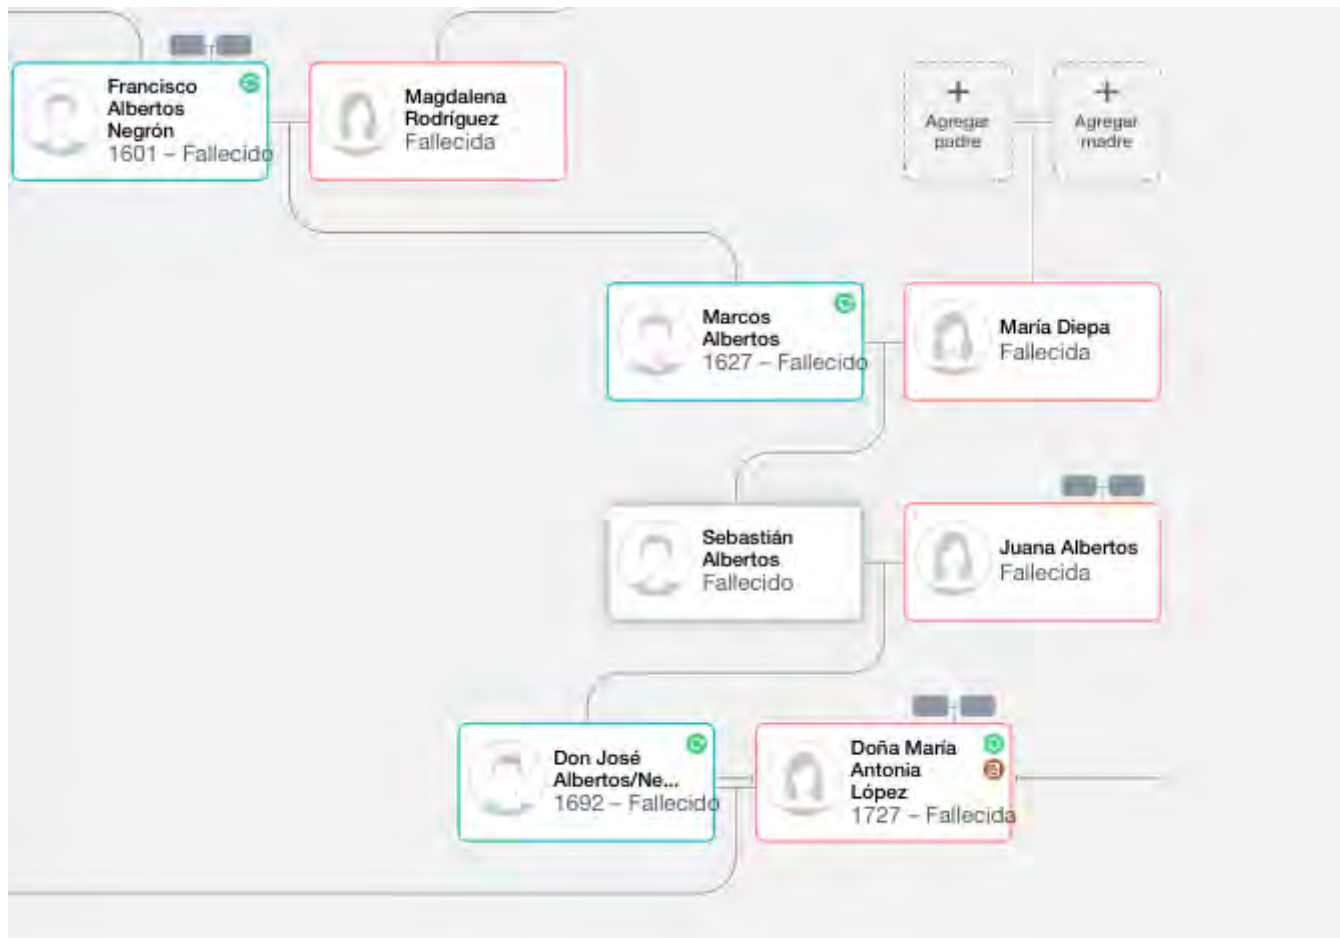 Francisco
Albertos
Negrón
1601 – Fallecido
Magdalena
Rodríguez
Fallecida
+
Agregar
padre
+
Agregar
madre
Marcos
Albertos
1627 – Fallecido
María Diepa
Fallecida
Sebastián
Albertos
Fallecido
Juana Albertos
Fallecida
Don José
Albertos/Ne...
1692 – Fallecido
Doña María
Antonia
López
1727 – Fallecida